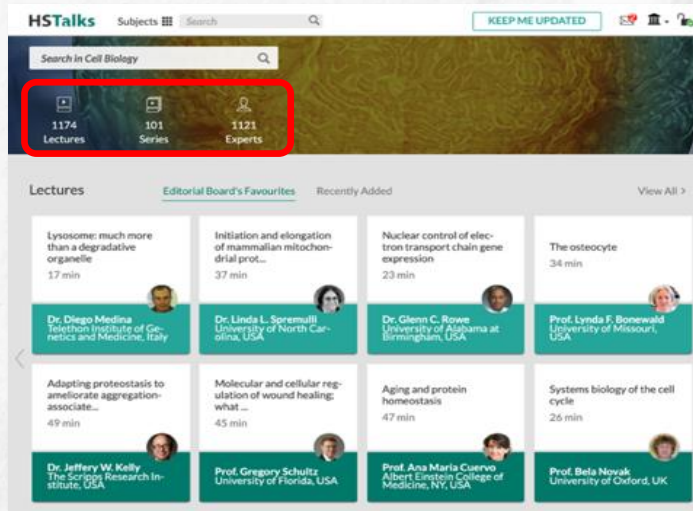 HSTalks Subjects Search KEEP ME UPDATED
Search in Cell Biology
1174 101 1121
Lectures Series Experts
Lectures Editorial Board's Favourites Recently Added View All >
Lysosome: much more
than a degradative
organelle
17 min
Dr. Diego Medina
Telethon Institute of Ge-
netics and Medicine, Italy
Initiation and elongation
of mammalian mitochon-
drial prot...
37 min
Dr. Linda L. Spremulli
University of North Car-
olina, USA
Nuclear control of elec-
tron transport chain gene
expression
23 min
Dr. Glenn C. Rowe
University of Alabama at
Birmingham, USA
The osteocyte
34 min
Prof. Lynda F. Bonewald
University of Missouri,
USA
Adapting proteostasis to
ameliorate aggregation-
associate...
49 min
Dr. Jeffery W. Kelly
The Scripps Research In-
stitute, USA
Molecular and cellular reg-
ulation of wound healing;
what ...
45 min
Prof. Gregory Schultz
University of Florida, USA
Aging and protein
homeostasis
47 min
Prof. Ana Maria Cuervo
Albert Einstein College of
Medicine, NY, USA
Systems biology of the cell
cycle
26 min
Prof. Bela Novak
University of Oxford, UK